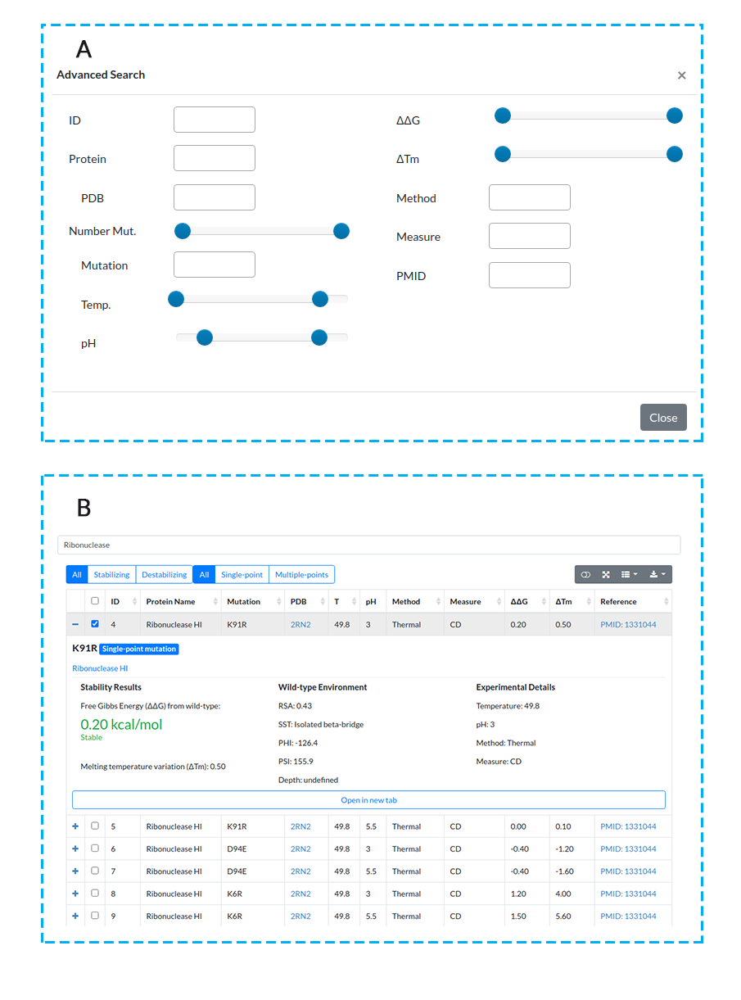 A
Advanced Search ×
ID ΔΔG
Protein ΔTm
PDB Method
Number Mut. Measure
Mutation PMID
Temp.
pH
Close
B
Ribonuclease
All Stabilizing Destabilizing All Single-point Multiple-points
ID Protein Name Mutation PDB T pH Method Measure ΔΔG ΔTm Reference
4 Ribonuclease HI K91R 2RN2 49.8 3 Thermal CD 0.20 0.50 PMID: 1331044
K91R Single-point mutation
Ribonuclease HI
Stability Results Wild-type Environment Experimental Details
Free Gibbs Energy (ΔΔG) from wild-type: RSA: 0.43 Temperature: 49.8
0.20 kcal/mol SST: Isolated beta-bridge pH: 3
Stable
PHI: -126.4 Method: Thermal
PSI: 155.9 Measure: CD
Melting temperature variation (ΔTm): 0.50
Depth: undefined
Open in new tab
5 Ribonuclease HI K91R 2RN2 49.8 5.5 Thermal CD 0.00 0.10 PMID: 1331044
6 Ribonuclease HI D94E 2RN2 49.8 3 Thermal CD -0.40 -1.20 PMID: 1331044
7 Ribonuclease HI D94E 2RN2 49.8 5.5 Thermal CD -0.40 -1.60 PMID: 1331044
8 Ribonuclease HI K6R 2RN2 49.8 3 Thermal CD 1.20 4.00 PMID: 1331044
9 Ribonuclease HI K6R 2RN2 49.8 5.5 Thermal CD 1.50 5.60 PMID: 1331044